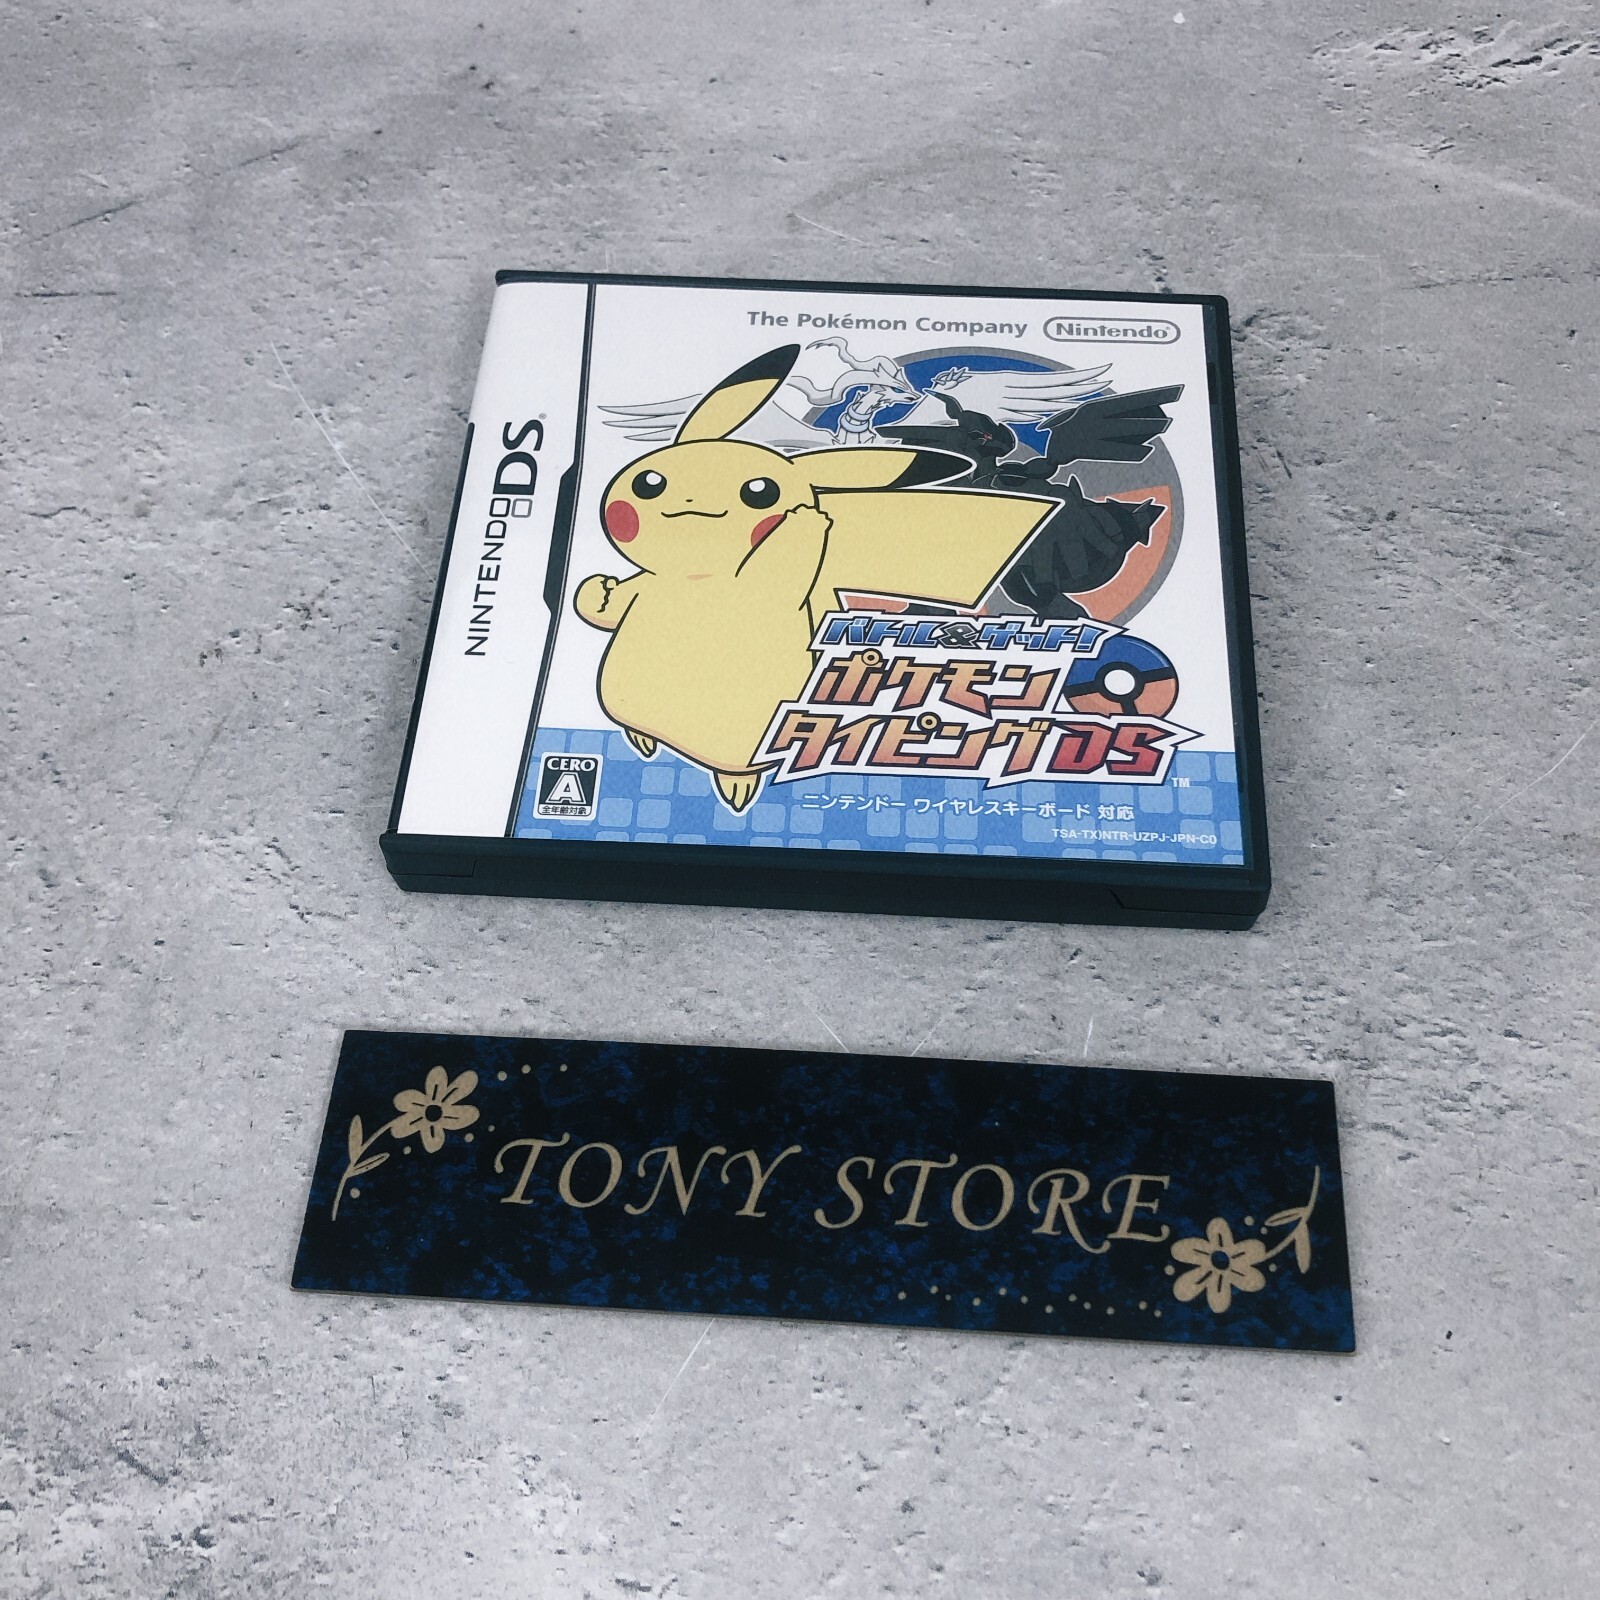 The Pokémon Company Nintendo
NINTENDO DS
バトル&ゲット!
ポケモン
タイピングDS
TM
CERO
A
全年齢対象
ニンテンドー ワイヤレスキーボード 対応
TSA-TX)NTR-UZPJ-JPN-C0
TONY STORE